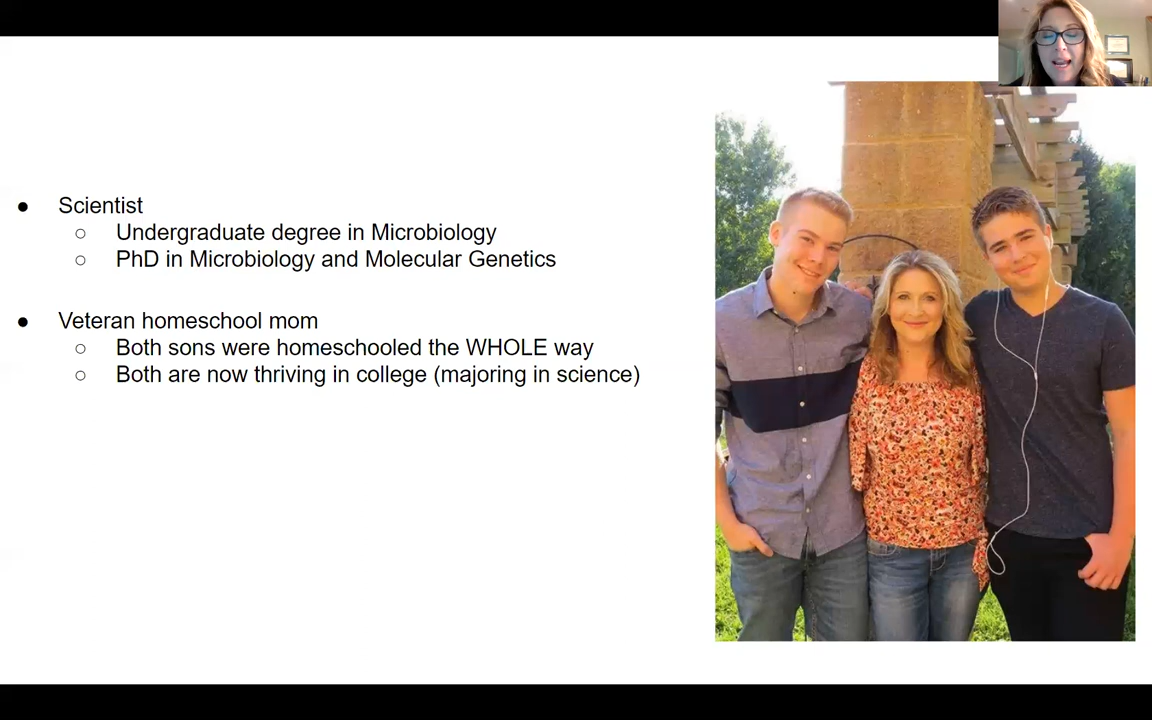 ● Scientist
○ Undergraduate degree in Microbiology
○ PhD in Microbiology and Molecular Genetics
● Veteran homeschool mom
○ Both sons were homeschooled the WHOLE way
○ Both are now thriving in college (majoring in science)